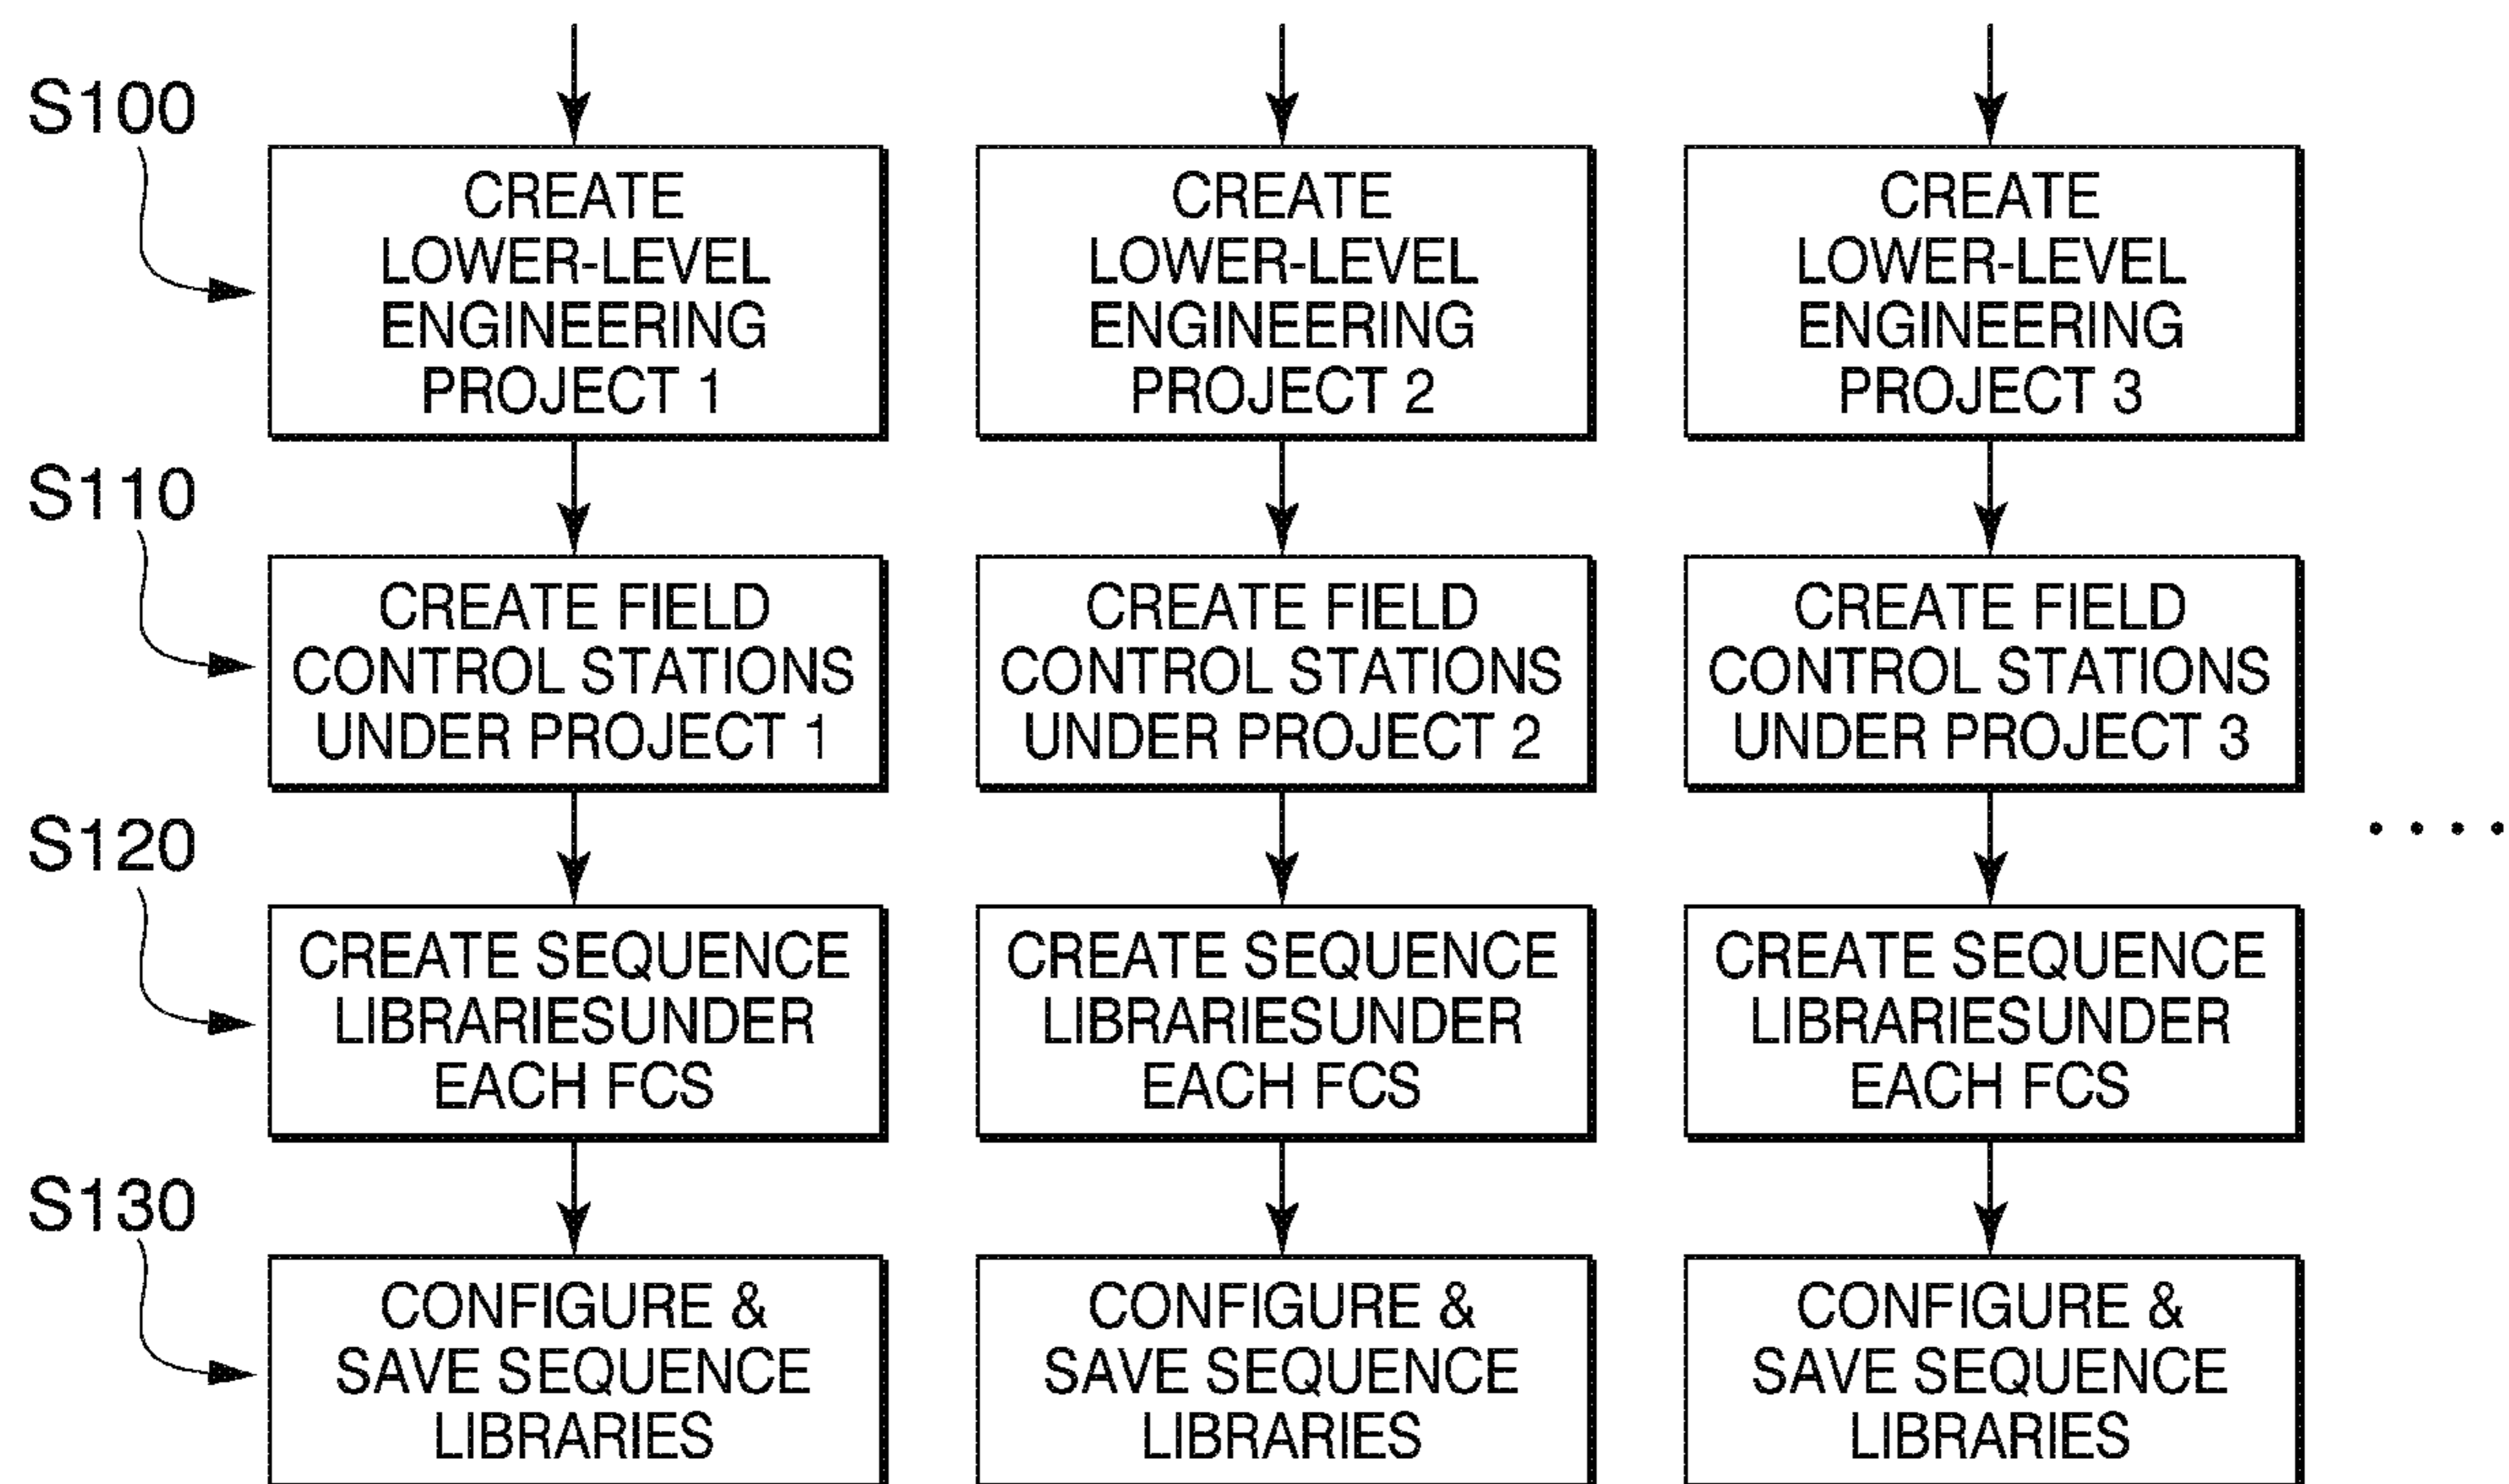 S100
CREATE
LOWER-LEVEL
ENGINEERING
PROJECT 1
CREATE
LOWER-LEVEL
ENGINEERING
PROJECT 2
CREATE
LOWER-LEVEL
ENGINEERING
PROJECT 3
S110
CREATE FIELD
CONTROL STATIONS
UNDER PROJECT 1
CREATE FIELD
CONTROL STATIONS
UNDER PROJECT 2
CREATE FIELD
CONTROL STATIONS
UNDER PROJECT 3
....
S120
CREATE SEQUENCE
LIBRARIESUNDER
EACH FCS
CREATE SEQUENCE
LIBRARIESUNDER
EACH FCS
CREATE SEQUENCE
LIBRARIESUNDER
EACH FCS
S130
CONFIGURE &
SAVE SEQUENCE
LIBRARIES
CONFIGURE &
SAVE SEQUENCE
LIBRARIES
CONFIGURE &
SAVE SEQUENCE
LIBRARIES